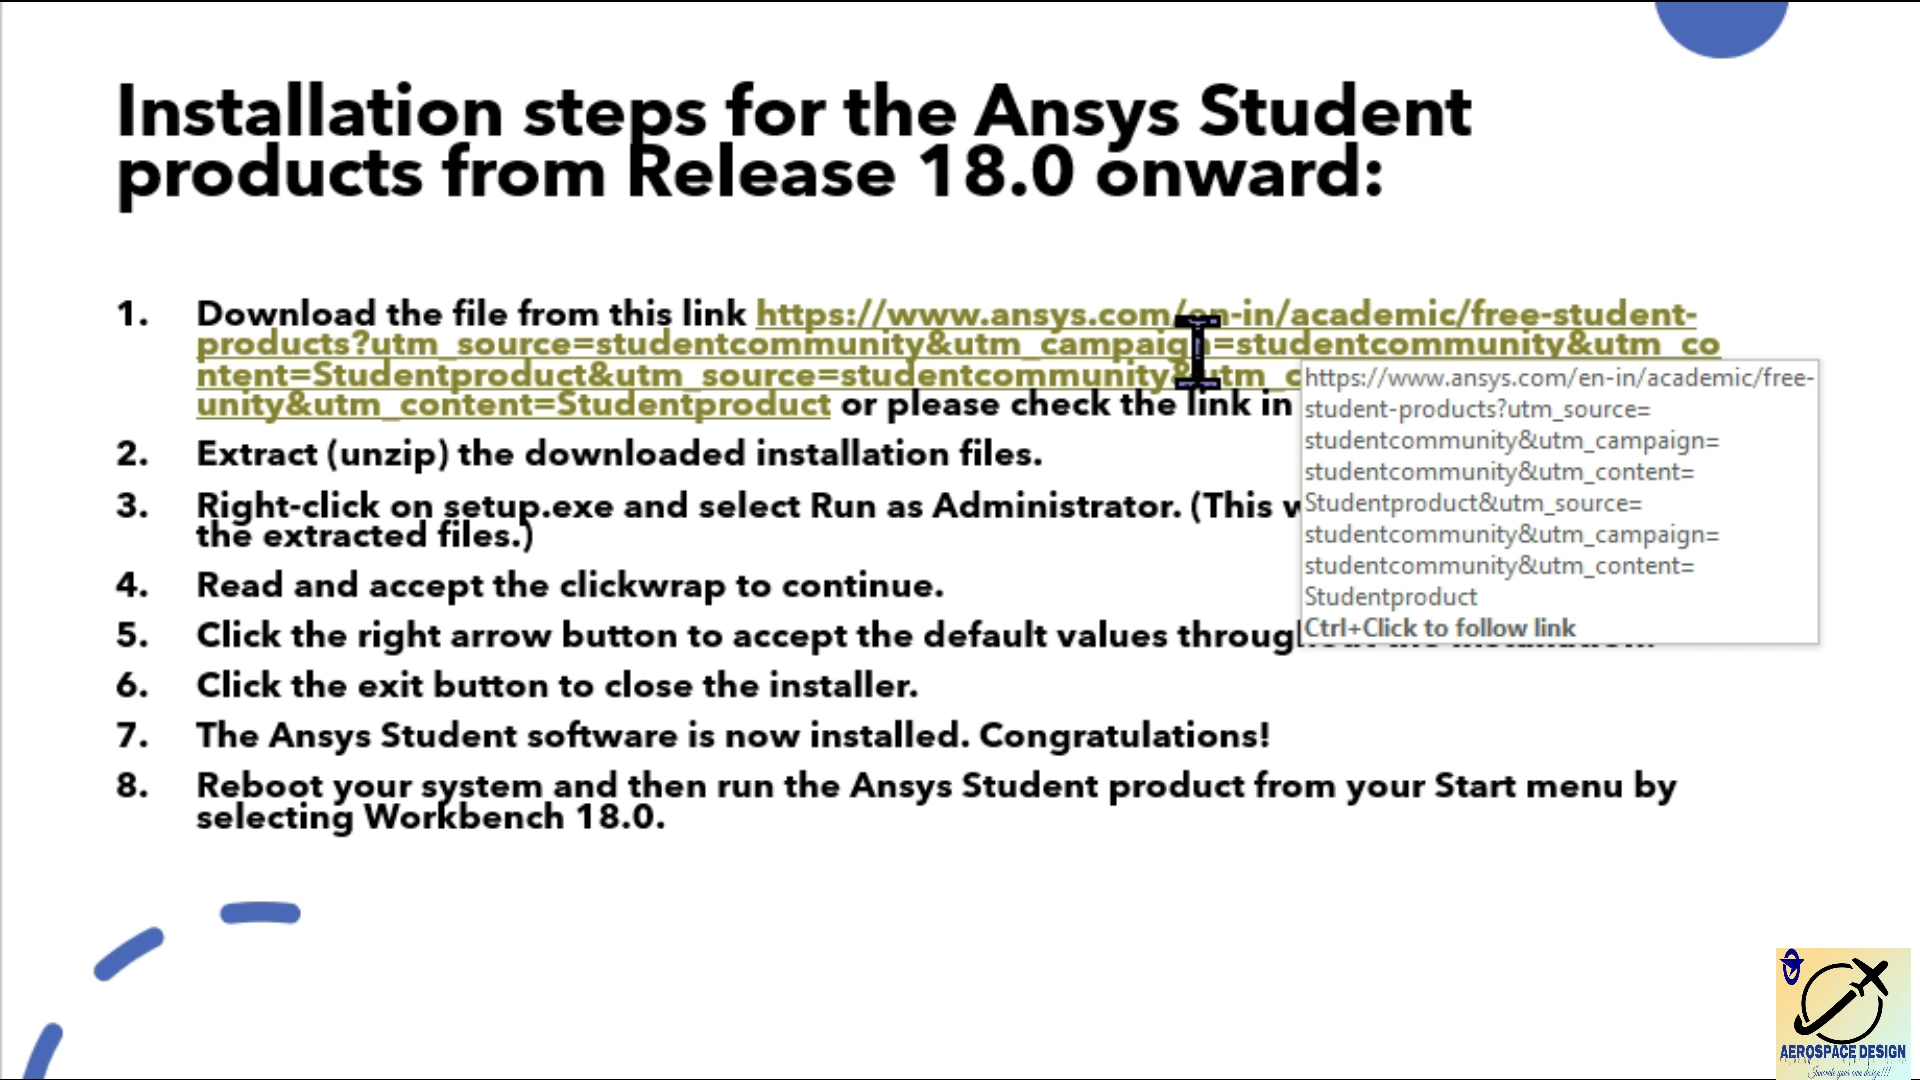 Installation steps for the Ansys Student
products from Release 18.0 onward:
1. Download the file from this link https://www.ansys.com/en-in/academic/free-student-
products?utm_source=studentcommunity&utm_campaign=studentcommunity&utm_co
ntent=Studentproduct&utm_source=studentcommunity&utm_c
unity&utm_content=Studentproduct or please check the link in
2. Extract (unzip) the downloaded installation files.
3. Right-click on setup.exe and select Run as Administrator. (This
the extracted files.)
4. Read and accept the clickwrap to continue.
5. Click the right arrow button to accept the default values throughout the installation.
6. Click the exit button to close the installer.
7. The Ansys Student software is now installed. Congratulations!
8. Reboot your system and then run the Ansys Student product from your Start menu by
selecting Workbench 18.0.
https://www.ansys.com/en-in/academic/free-
student-products?utm_source=
studentcommunity&utm_campaign=
studentcommunity&utm_content=
Studentproduct&utm_source=
studentcommunity&utm_campaign=
studentcommunity&utm_content=
Studentproduct
Ctrl+Click to follow link
AEROSPACE DESIGN
Innovate your own design!!!